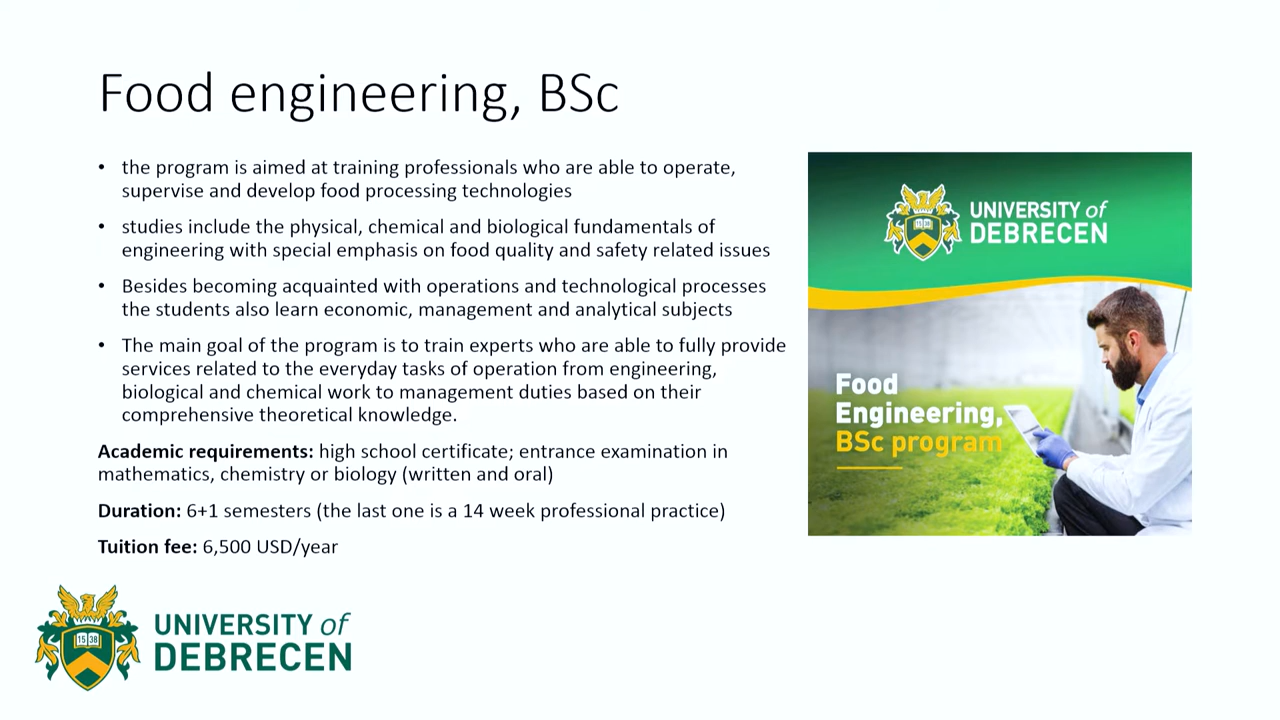 Food engineering, BSc
• the program is aimed at training professionals who are able to operate,
supervise and develop food processing technologies
• studies include the physical, chemical and biological fundamentals of
engineering with special emphasis on food quality and safety related issues
• Besides becoming acquainted with operations and technological processes
the students also learn economic, management and analytical subjects
• The main goal of the program is to train experts who are able to fully provide
services related to the everyday tasks of operation from engineering,
biological and chemical work to management duties based on their
comprehensive theoretical knowledge.
Academic requirements: high school certificate; entrance examination in
mathematics, chemistry or biology (written and oral)
Duration: 6+1 semesters (the last one is a 14 week professional practice)
Tuition fee: 6,500 USD/year
UNIVERSITY of
DEBRECEN
Food
Engineering,
BSc program
15 38
UNIVERSITY of
DEBRECEN